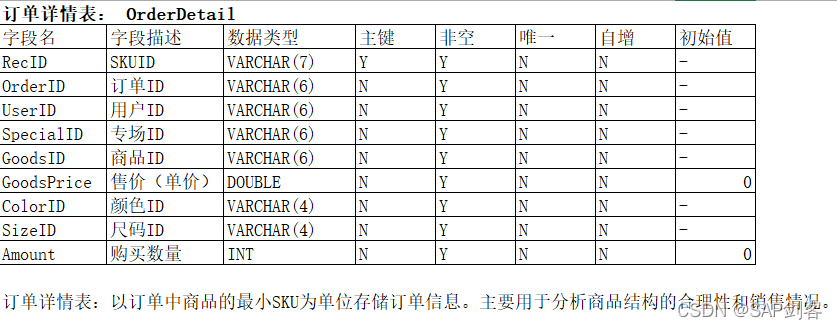 订单详情表： OrderDetail
字段名 字段描述 数据类型 主键 非空 唯一 自增 初始值
RecID SKUID VARCHAR(7) Y Y N N -
OrderID 订单ID VARCHAR(6) N Y N N -
UserID 用户ID VARCHAR(6) N Y N N -
SpecialID 专场ID VARCHAR(6) N Y N N -
GoodsID 商品ID VARCHAR(6) N Y N N -
GoodsPrice 售价（单价） DOUBLE N Y N N 0
ColorID 颜色ID VARCHAR(4) N Y N N -
SizeID 尺码ID VARCHAR(4) N Y N N -
Amount 购买数量 INT N Y N N 0
订单详情表：以订单中商品的最小SKU为单位存储订单信息。主要用于分析商品结构的合理性和销售情况。
CSDN @SAP剑客